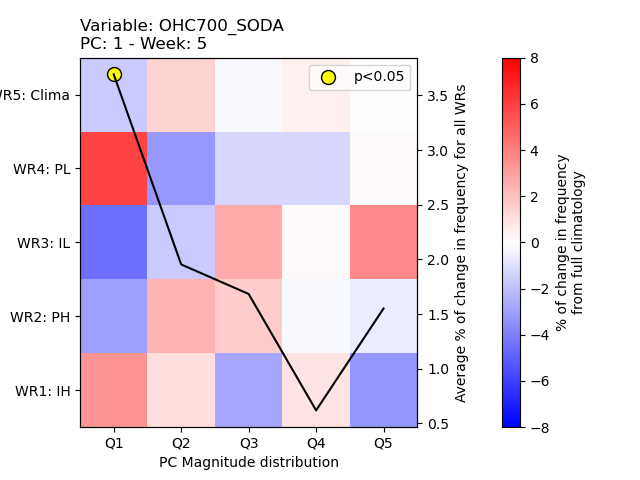 Variable: OHC700_SODA
PC: 1 - Week: 5
p<0.05
WR5: Clima
WR4: PL
WR3: IL
WR2: PH
WR1: IH
Q1 Q2 Q3 Q4 Q5
PC Magnitude distribution
3.5
3.0
2.5
2.0
1.5
1.0
0.5
Average % of change in frequency for all WRs
8
6
4
2
0
−2
−4
−6
−8
% of change in frequency
from full climatology